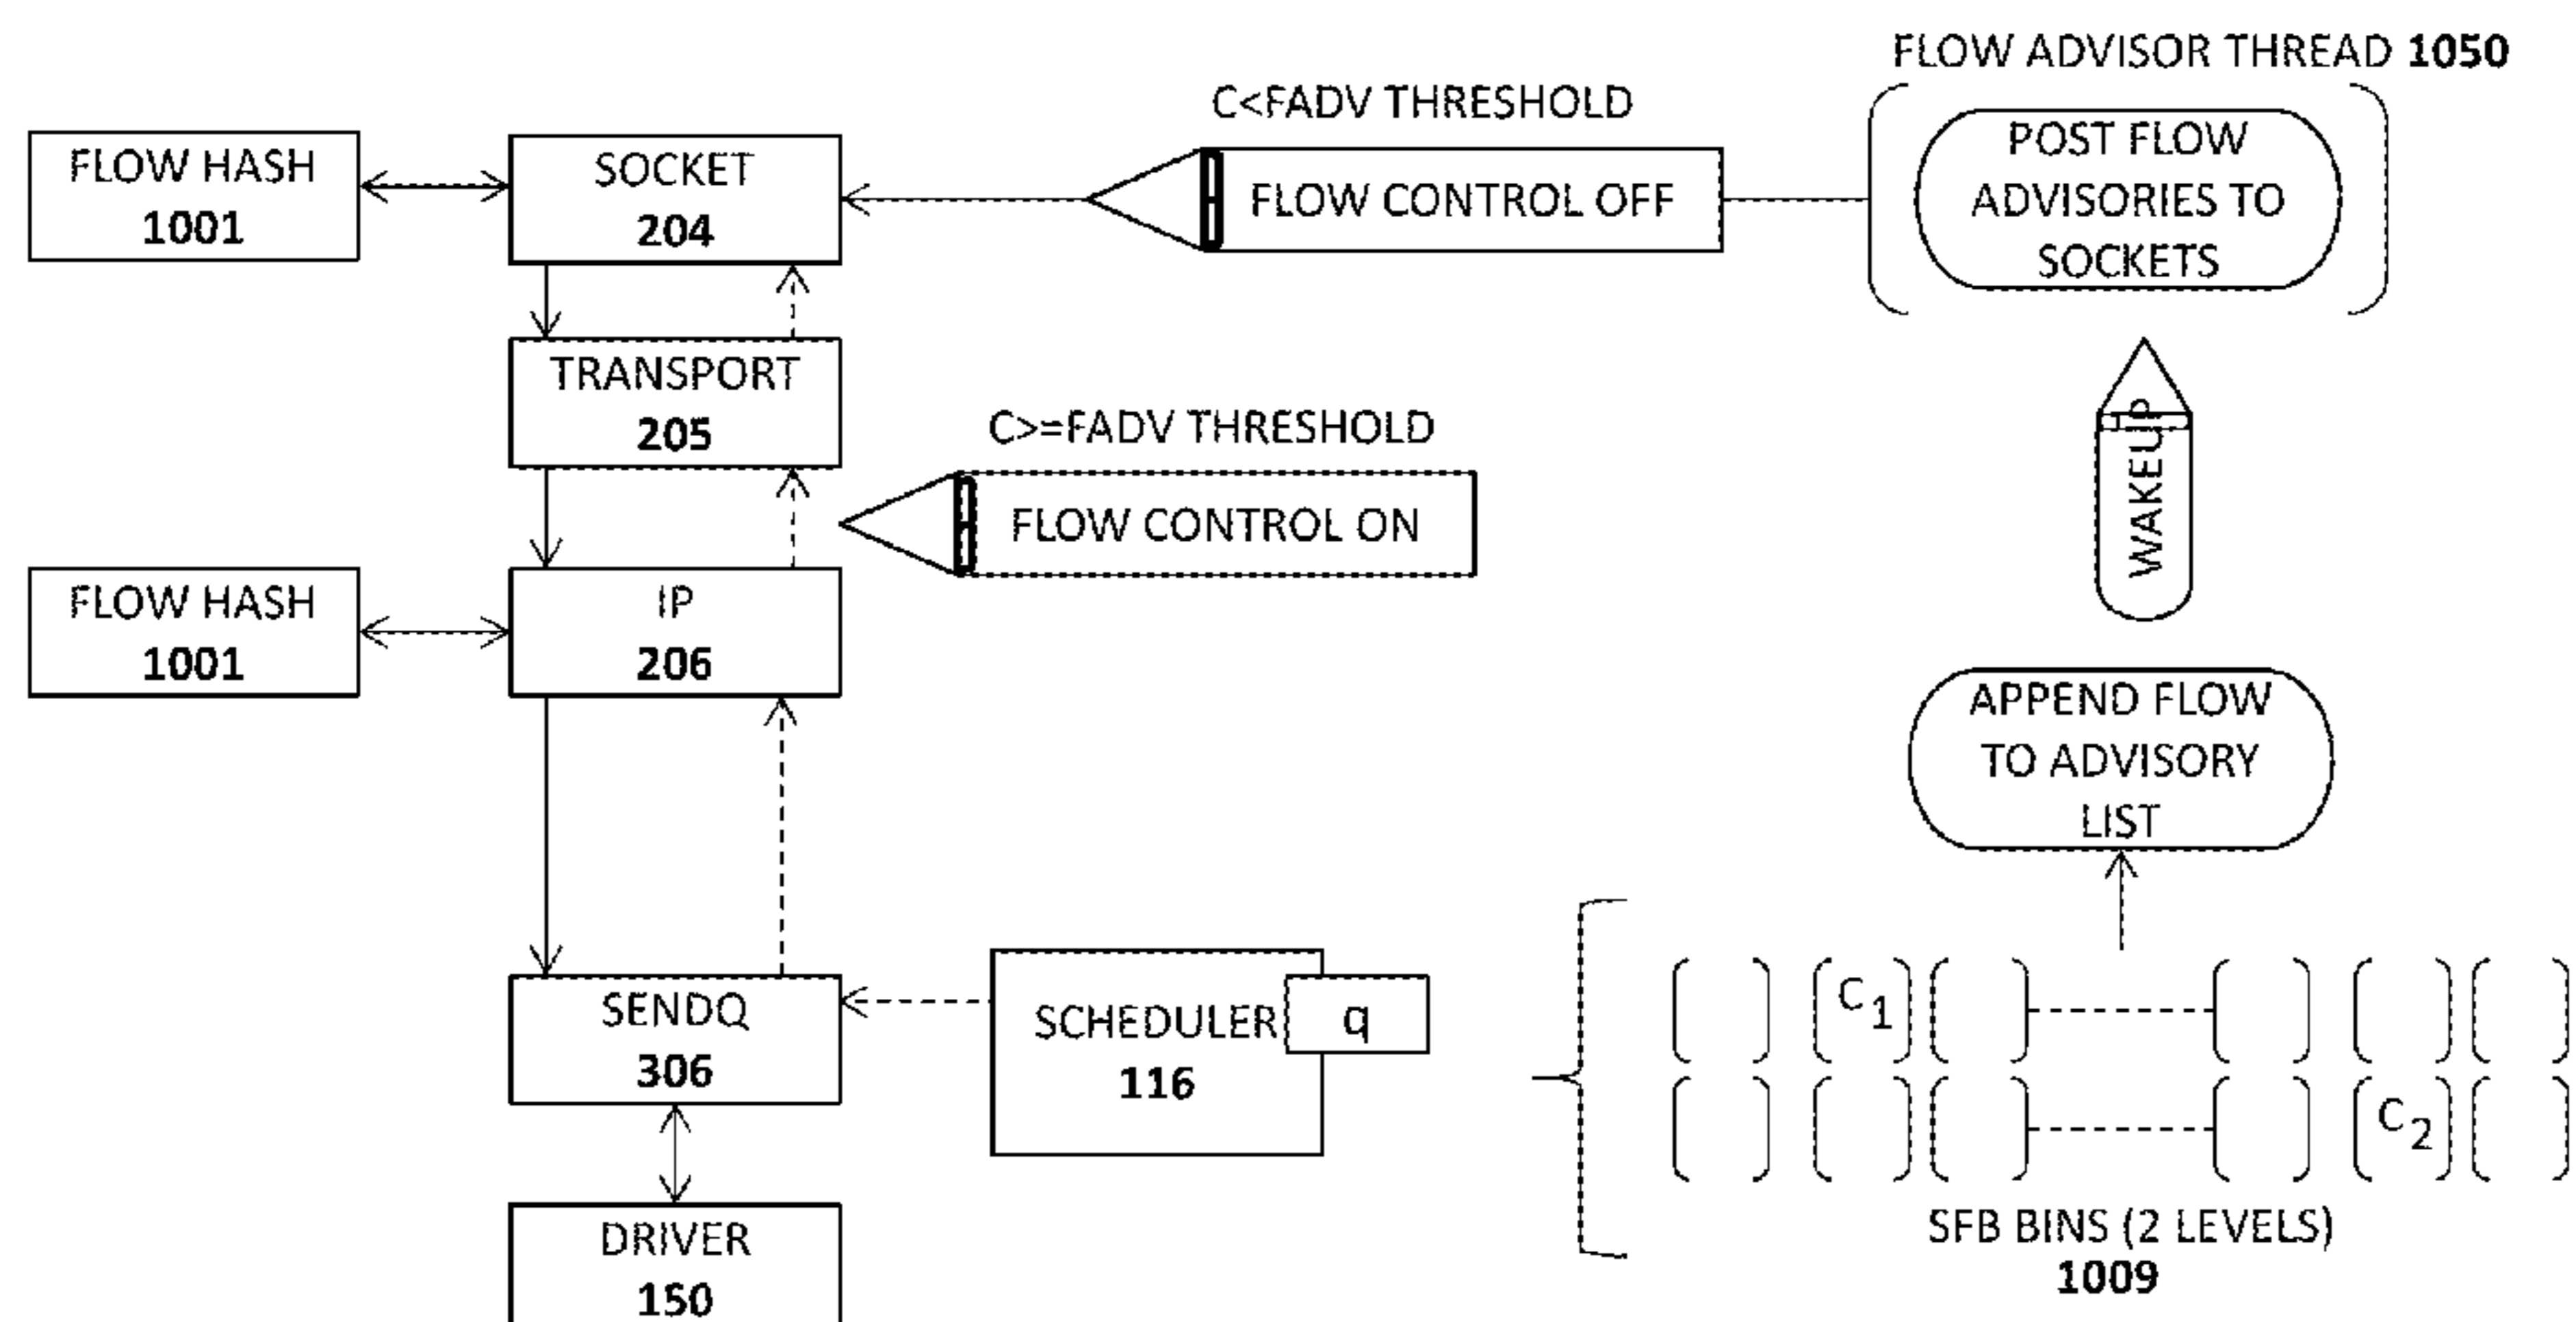 FLOW ADVISOR THREAD 1050
C<FADV THRESHOLD
FLOW HASH
1001
SOCKET
204
FLOW CONTROL OFF
POST FLOW
ADVISORIES TO
SOCKETS
TRANSPORT
205
C>=FADV THRESHOLD
FLOW CONTROL ON
WAKEUP
FLOW HASH
1001
IP
206
APPEND FLOW
TO ADVISORY
LIST
SENDQ
306
SCHEDULER
116
q
C1
C2
SFB BINS (2 LEVELS)
1009
DRIVER
150